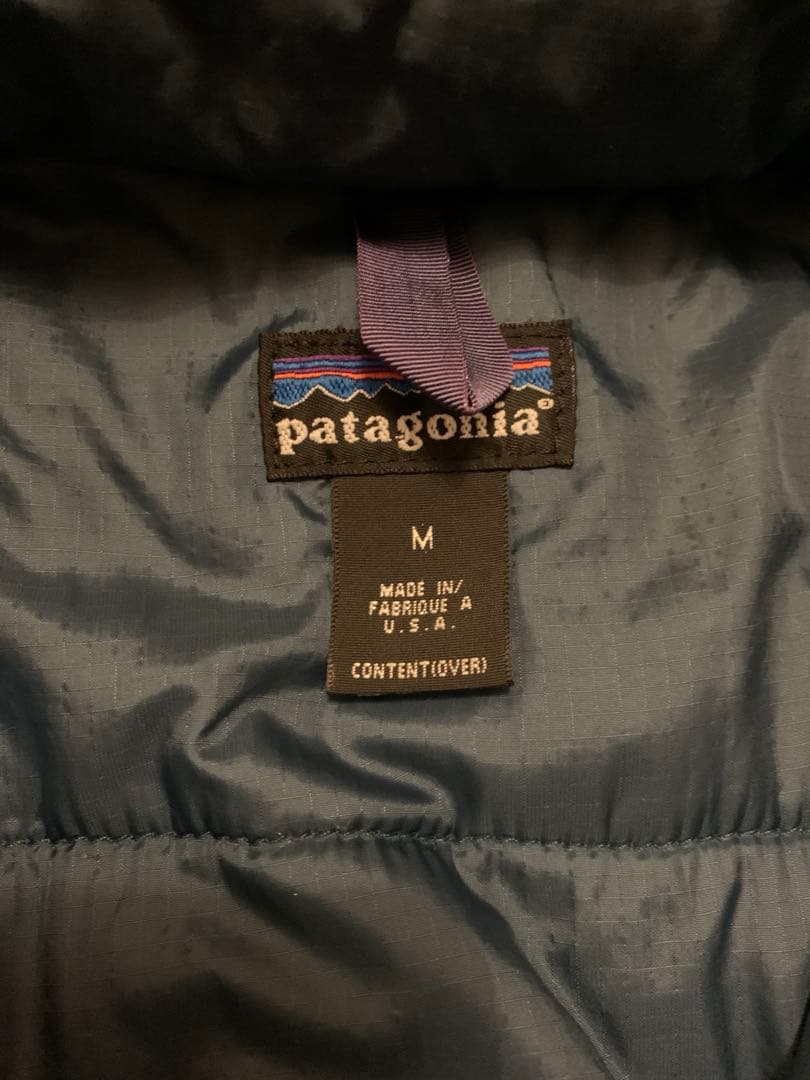 patagonia®
M
MADE IN/
FABRIQUE A
U.S.A.
CONTENT(OVER)